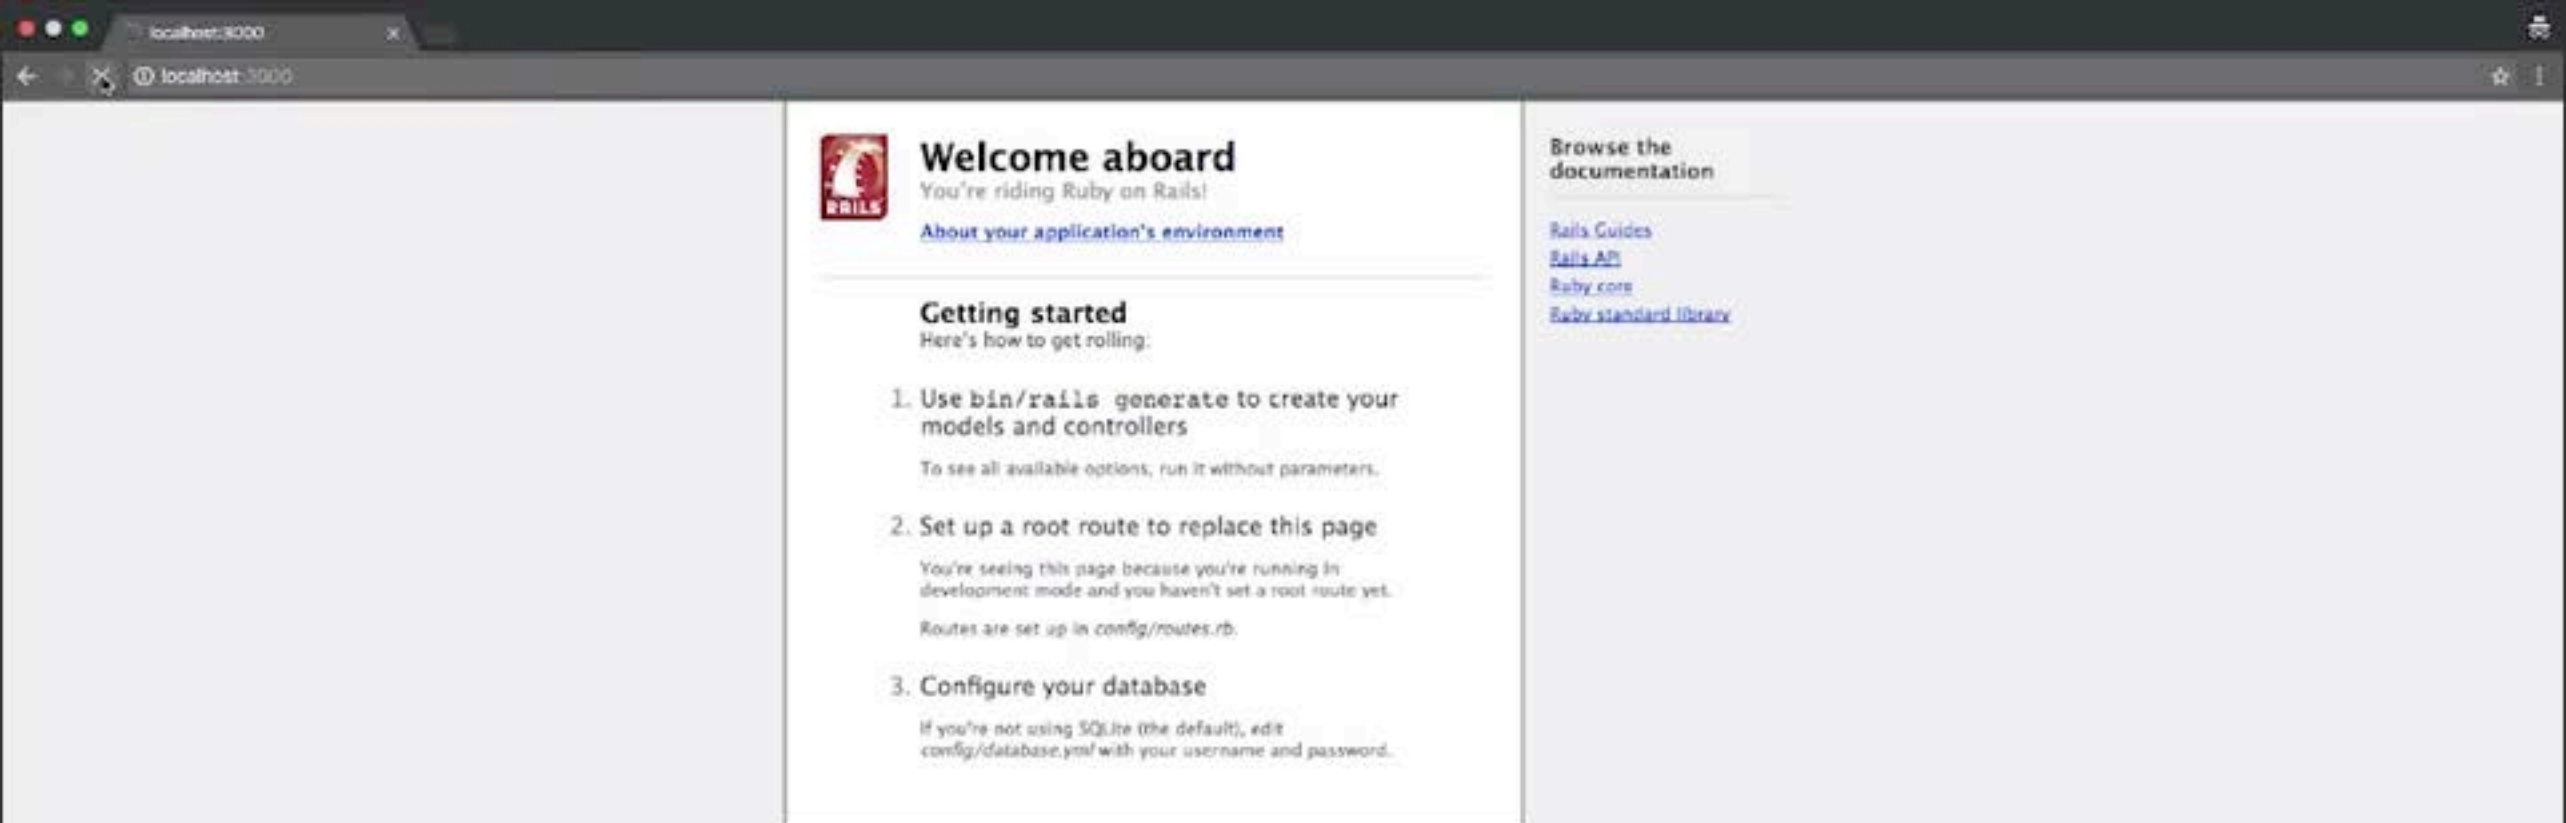 localhost:3000
localhost:3000
RAILS
Welcome aboard
You're riding Ruby on Rails!
About your application's environment
Getting started
Here's how to get rolling:
1. Use bin/rails generate to create your
models and controllers
To see all available options, run it without parameters.
2. Set up a root route to replace this page
You're seeing this page because you're running in
development mode and you haven't set a root route yet.
Routes are set up in config/routes.rb.
3. Configure your database
If you're not using SQLite (the default), edit
config/database.yml with your username and password.
Browse the
documentation
Rails Guides
Rails API
Ruby core
Ruby standard library